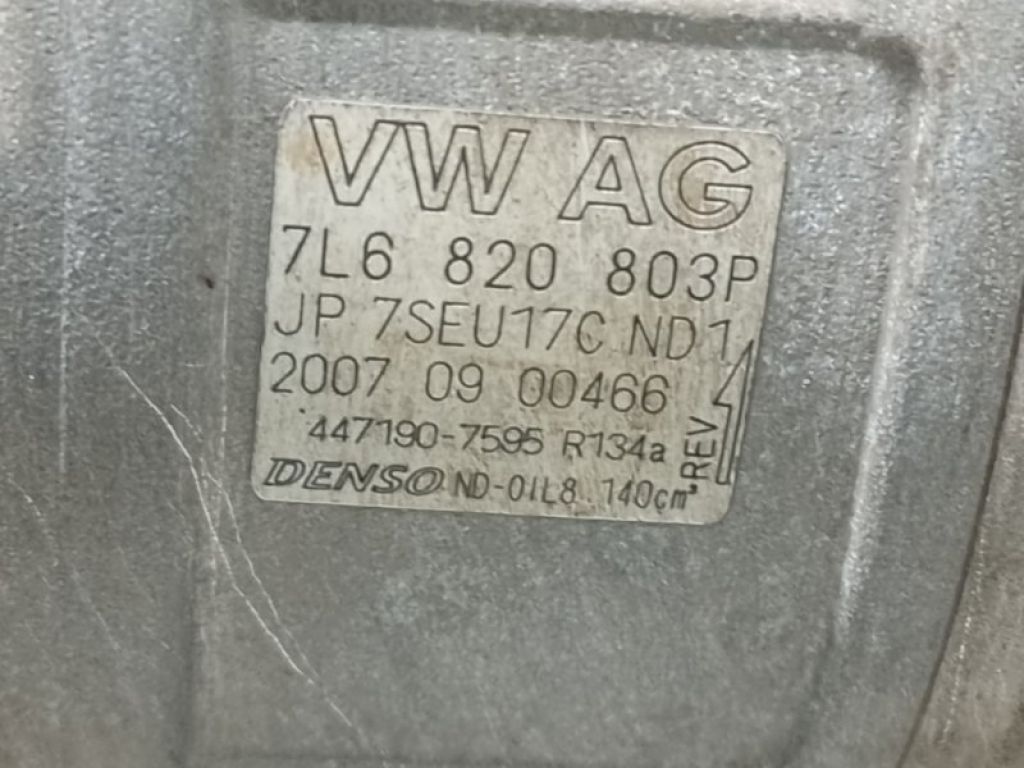 VW AG
7L6 820 803P
JP 7SEU17C ND1
2007 09 00466
447190-7595 R134a
REV
DENSO ND-OIL8 140cm³